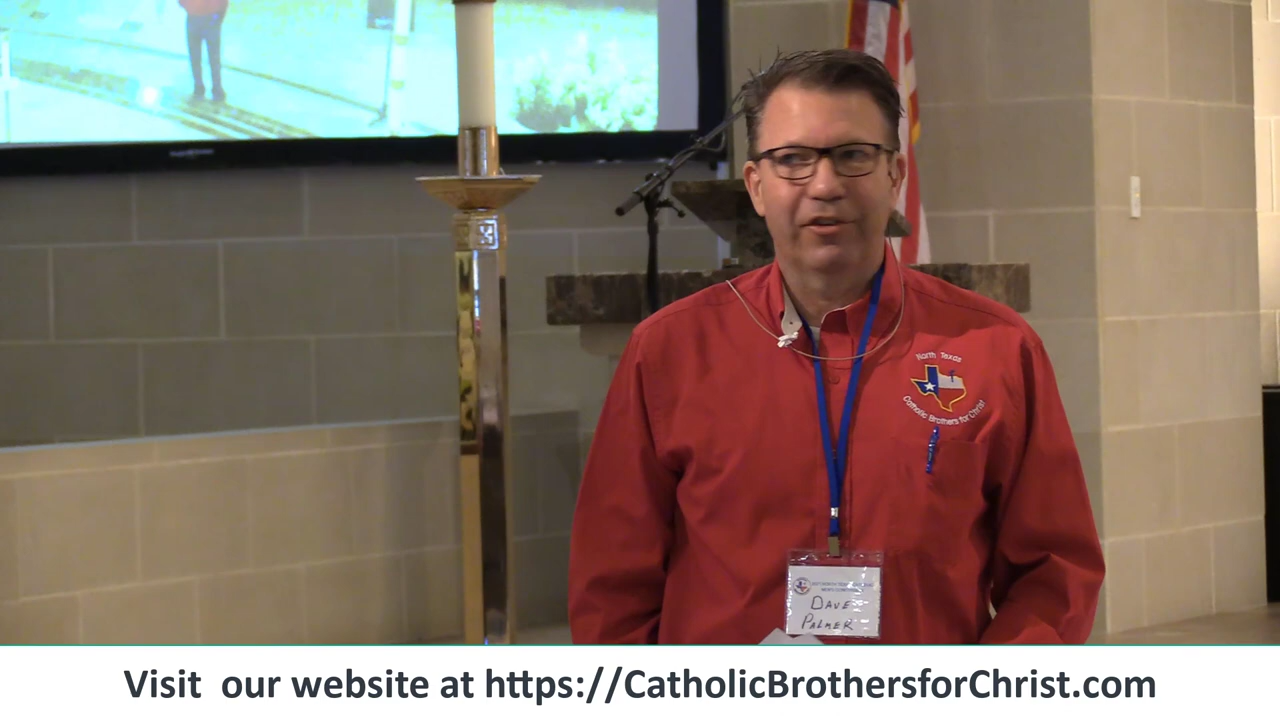 North Texas
Catholic Brothers for Christ
DAVE
PALMER
Visit  our website at https://CatholicBrothersforChrist.com